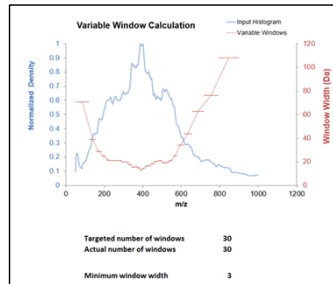 Variable Window Calculation
Input Histogram
Variable Windows
Normalized Density
1
0.9
0.8
0.7
0.6
0.5
0.4
0.3
0.2
0.1
0
120
100
80
60
40
20
0
Window Width (Da)
0 200 400 600 800 1000 1200
m/z
Targeted number of windows 30
Actual number of windows 30
Minimum window width 3